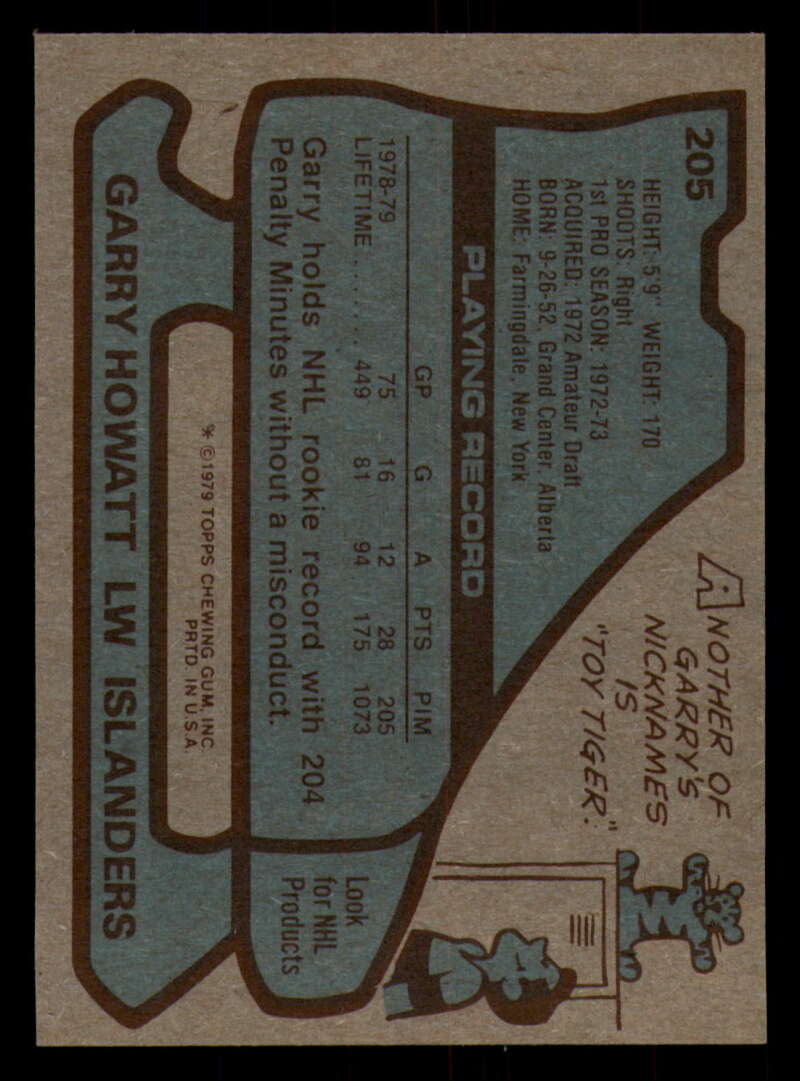 205
HEIGHT: 5'9" WEIGHT: 170
SHOOTS: Right
1st PRO SEASON: 1972-73
ACQUIRED: 1972 Amateur Draft
BORN: 9-26-52, Grand Center, Alberta
HOME: Farmingdale, New York
ANOTHER OF
GARRY'S
NICKNAMES
IS
"TOY TIGER."
PLAYING RECORD
GP G A PTS PIM
1978-79 75 16 12 28 205
LIFETIME ........ 449 81 94 175 1073
Garry holds NHL rookie record with 204
Penalty Minutes without a misconduct.
Look
for NHL
Products
* ©1979 TOPPS CHEWING GUM, INC.
PRTD. IN U.S.A.
GARRY HOWATT LW ISLANDERS